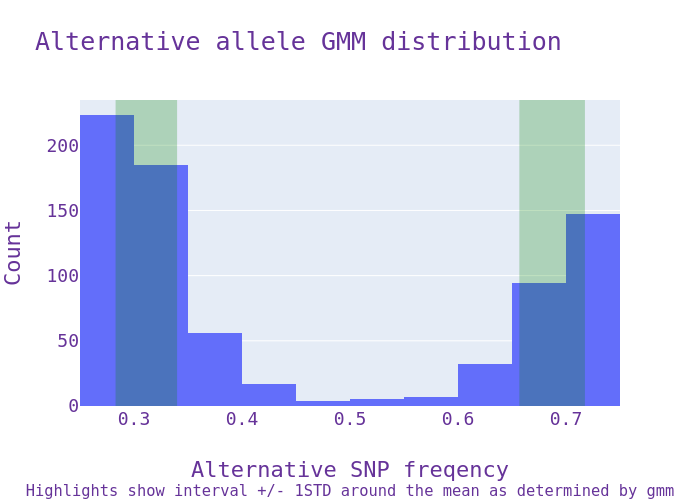 Alternative allele GMM distribution
Count
200
150
100
50
0
0.3 0.4 0.5 0.6 0.7
Alternative SNP freqency
Highlights show interval +/- 1STD around the mean as determined by gmm